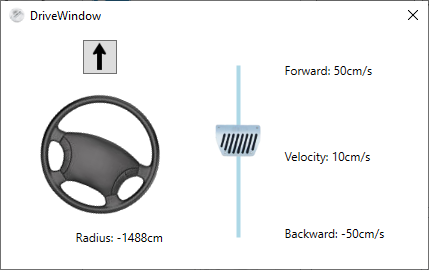 DriveWindow
Forward: 50cm/s
Velocity: 10cm/s
Radius: -1488cm
Backward: -50cm/s